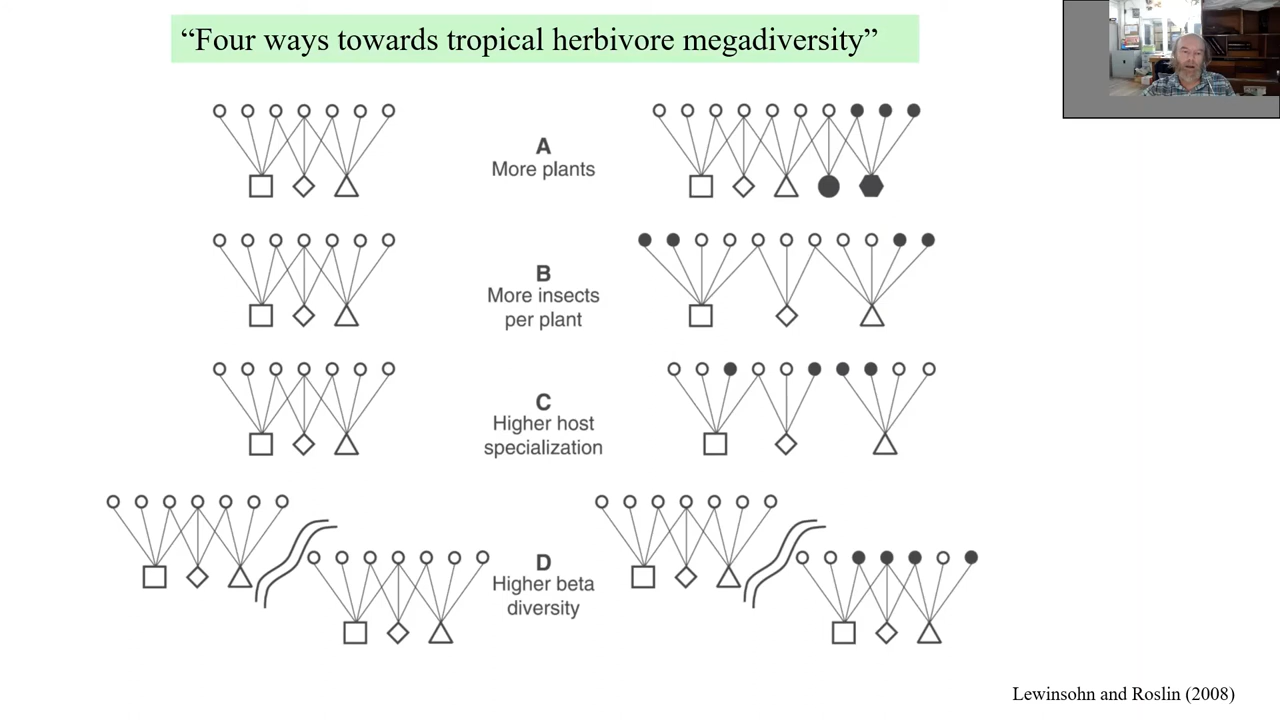 “Four ways towards tropical herbivore megadiversity”
A
More plants
B
More insects
per plant
C
Higher host
specialization
D
Higher beta
diversity
Lewinsohn and Roslin (2008)